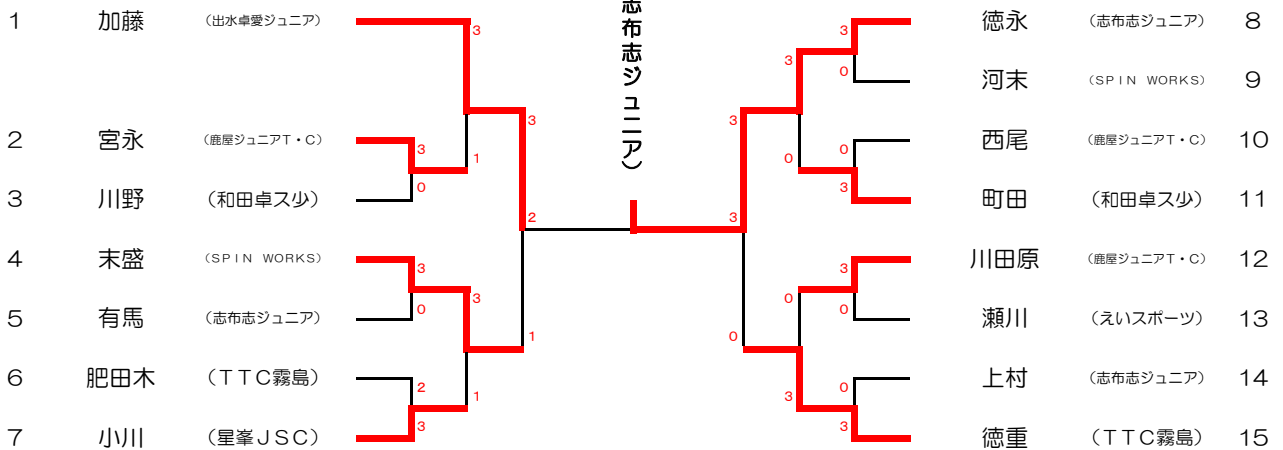 志布志ジュニア）
1 加藤 （出水卓愛ジュニア）
2 宮永 （鹿屋ジュニアＴ・Ｃ）
3 川野 （和田卓ス少）
4 末盛 （ＳＰＩＮ ＷＯＲＫＳ）
5 有馬 （志布志ジュニア）
6 肥田木 （ＴＴＣ霧島）
7 小川 （星峯ＪＳＣ）
3
3
1
0
3
2
3
3
0
1
2
1
3
3
3
0
3
0
0
3
3
3
0
0
0
0
3
3
徳永 （志布志ジュニア） 8
河末 （ＳＰＩＮ ＷＯＲＫＳ） 9
西尾 （鹿屋ジュニアＴ・Ｃ） 10
町田 （和田卓ス少） 11
川田原 （鹿屋ジュニアＴ・Ｃ） 12
瀬川 （えいスポーツ） 13
上村 （志布志ジュニア） 14
徳重 （ＴＴＣ霧島） 15